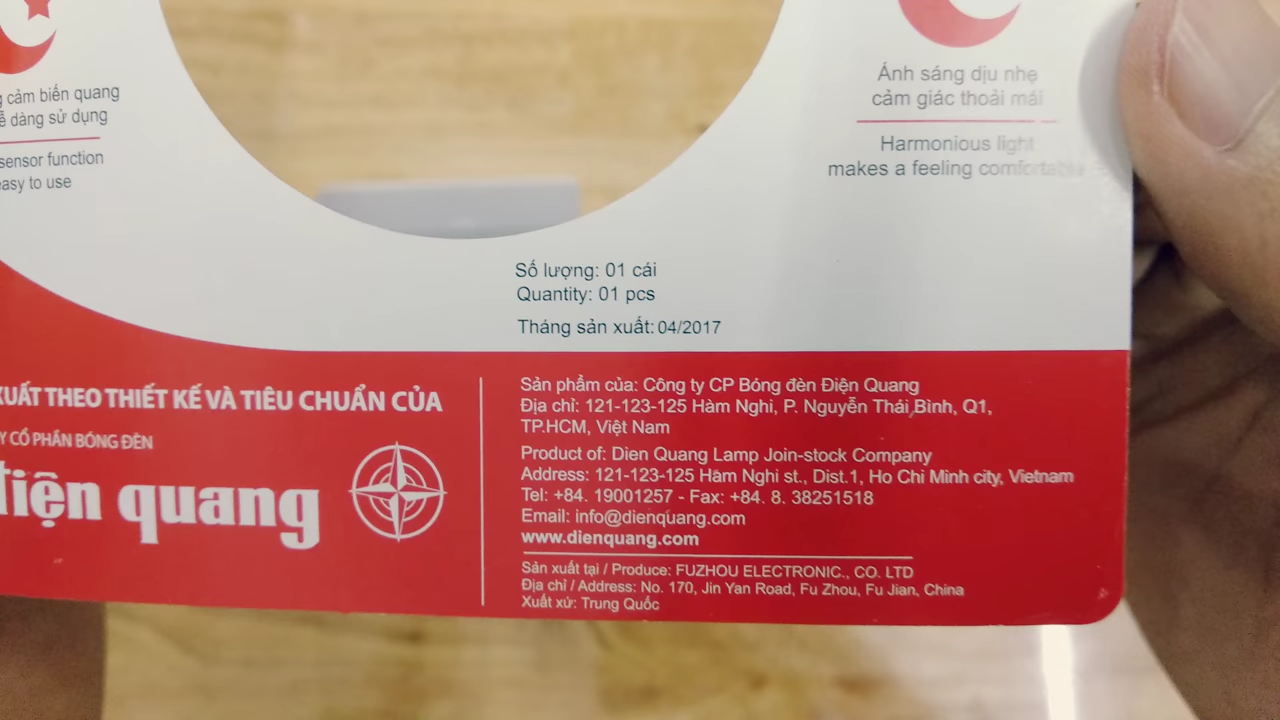 cảm biến quang
dàng sử dụng
sensor function
easy to use
Ánh sáng dịu nhẹ
cảm giác thoải mái
Harmonious light
makes a feeling comfortable
Số lượng: 01 cái
Quantity: 01 pcs
Tháng sản xuất: 04/2017
XUẤT THEO THIẾT KẾ VÀ TIÊU CHUẨN CỦA
Y CỔ PHẦN BÓNG ĐÈN
điện quang
Sản phẩm của: Công ty CP Bóng đèn Điện Quang
Địa chỉ: 121-123-125 Hàm Nghi, P. Nguyễn Thái Bình, Q1,
TP.HCM, Việt Nam
Product of: Dien Quang Lamp Join-stock Company
Address: 121-123-125 Ham Nghi st., Dist.1, Ho Chi Minh city, Vietnam
Tel: +84. 19001257 - Fax: +84. 8. 38251518
Email: info@dienquang.com
www.dienquang.com
Sản xuất tại / Produce: FUZHOU ELECTRONIC., CO. LTD
Địa chỉ / Address: No. 170, Jin Yan Road, Fu Zhou, Fu Jian, China
Xuất xứ: Trung Quốc